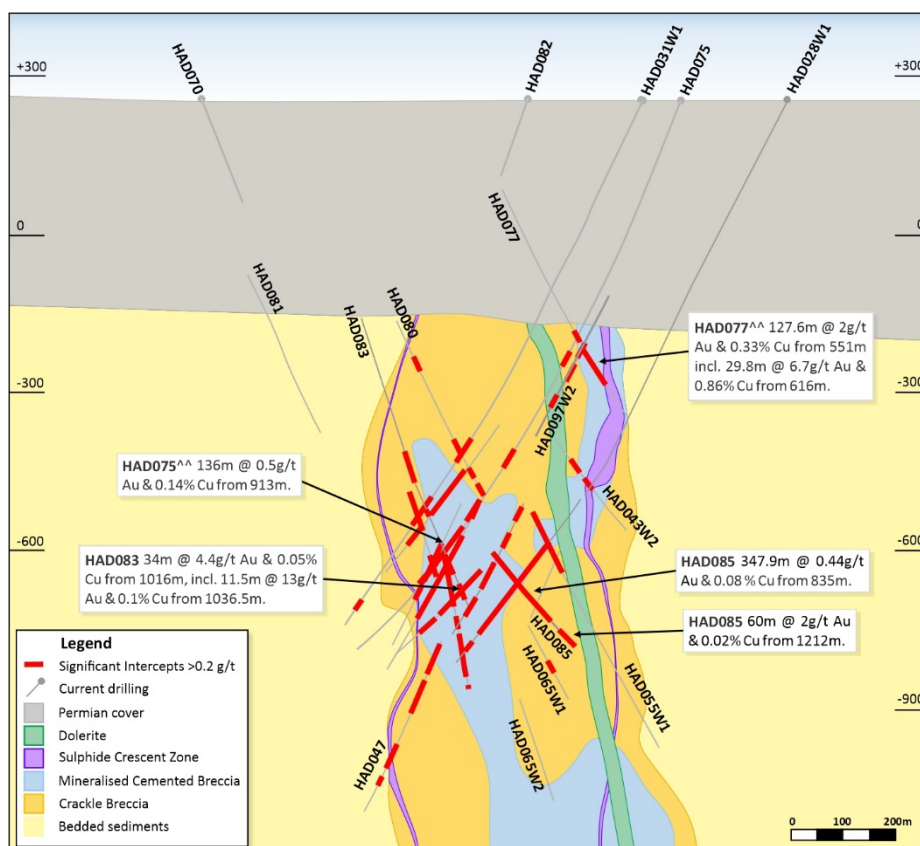 HAD070
HAD082
HAD031W1
HAD075
HAD028W1
+300
+300
0
0
HAD077
HAD081
HAD083
HAD080
HAD077^^ 127.6m @ 2g/t
Au & 0.33% Cu from 551m
incl. 29.8m @ 6.7g/t Au &
0.86% Cu from 616m.
-300
-300
HAD097W2
HAD075^^ 136m @ 0.5g/t
Au & 0.14% Cu from 913m.
HAD043W2
-600
-600
HAD083 34m @ 4.4g/t Au & 0.05%
Cu from 1016m, incl. 11.5m @ 13g/t
Au & 0.1% Cu from 1036.5m.
HAD085 347.9m @ 0.44g/t
Au & 0.08 % Cu from 835m.
HAD085 60m @ 2g/t Au
& 0.02% Cu from 1212m.
HAD085
HAD065W1
HAD055W1
HAD065W2
HAD047
-900
Legend
Significant Intercepts >0.2 g/t
Current drilling
Permian cover
Dolerite
Sulphide Crescent Zone
Mineralised Cemented Breccia
Crackle Breccia
Bedded sediments
0 100 200m